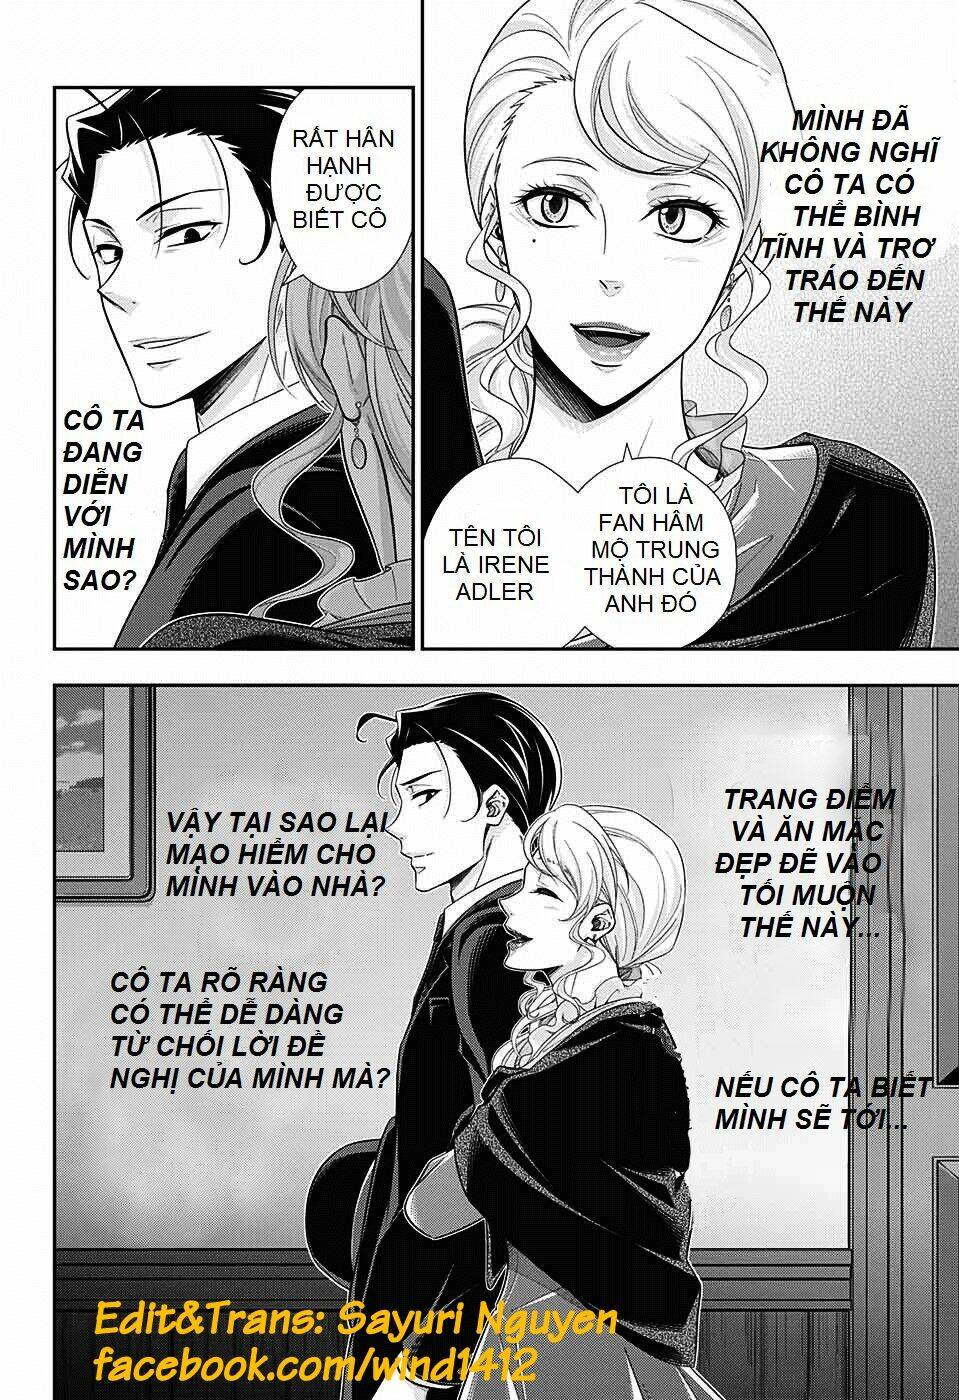 MÌNH ĐÃ
KHÔNG NGHĨ
CÔ TA CÓ
THỂ BÌNH
TĨNH VÀ TRƠ
TRÁO ĐẾN
THẾ NÀY
TÔI LÀ
FAN HÂM
MỘ TRUNG
THÀNH CỦA
ANH ĐÓ
TÊN TÔI
LÀ IRENE
ADLER
RẤT HÂN
HẠNH
ĐƯỢC
BIẾT CÔ
CÔ TA
ĐANG
DIỄN
VỚI
MÌNH
SAO?
TRANG ĐIỂM
VÀ ĂN MẶC
ĐẸP ĐẼ VÀO
TỐI MUỘN
THẾ NÀY...
NẾU CÔ TA BIẾT
MÌNH SẼ TỚI...
VẬY TẠI SAO LẠI
MẠO HIỂM CHO
MÌNH VÀO NHÀ?
CÔ TA RÕ RÀNG
CÓ THỂ DỄ DÀNG
TỪ CHỐI LỜI ĐỀ
NGHỊ CỦA MÌNH MÀ?
Edit&Trans: Sayuri Nguyen
facebook.com/wind1412